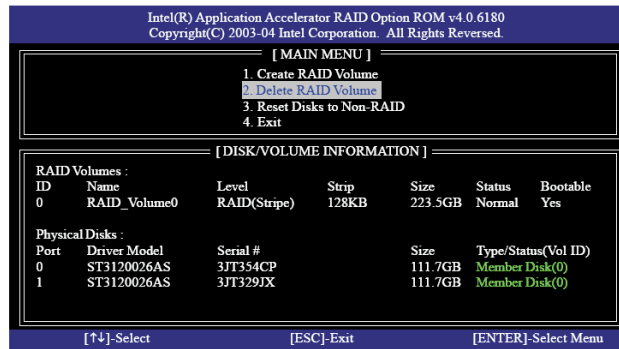 Intel(R) Application Accelerator RAID Option ROM v4.0.6180
Copyright(C) 2003-04 Intel Corporation. All Rights Reversed.
[ MAIN MENU ]
1. Create RAID Volume
2. Delete RAID Volume
3. Reset Disks to Non-RAID
4. Exit
[ DISK/VOLUME INFORMATION ]
RAID Volumes :
ID Name Level Strip Size Status Bootable
0 RAID_Volume0 RAID(Stripe) 128KB 223.5GB Normal Yes
Physical Disks :
Port Driver Model Serial # Size Type/Status(Vol ID)
0 ST3120026AS 3JT354CP 111.7GB Member Disk(0)
1 ST3120026AS 3JT329JX 111.7GB Member Disk(0)
[↑↓]-Select [ESC]-Exit [ENTER]-Select Menu